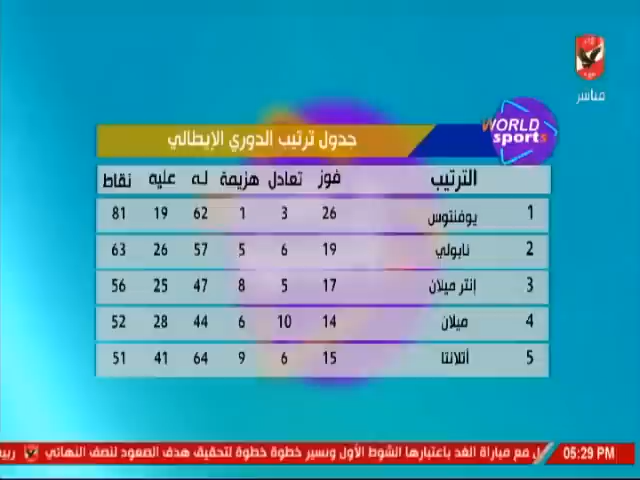 مباشر
WORLD
sports
جدول ترتيب الدوري الإيطالي
الترتيب فوز تعادل هزيمة له عليه نقاط
1 يوفنتوس 26 3 1 62 19 81
2 نابولي 19 6 5 57 26 63
3 إنتر ميلان 17 5 8 47 25 56
4 ميلان 14 10 6 44 28 52
5 أتلانتا 15 6 9 64 41 51
05:29 PM ل مع مباراة الغد باعتبارها الشوط الأول ونسير خطوة خطوة لتحقيق هدف الصعود لنصف النهائي